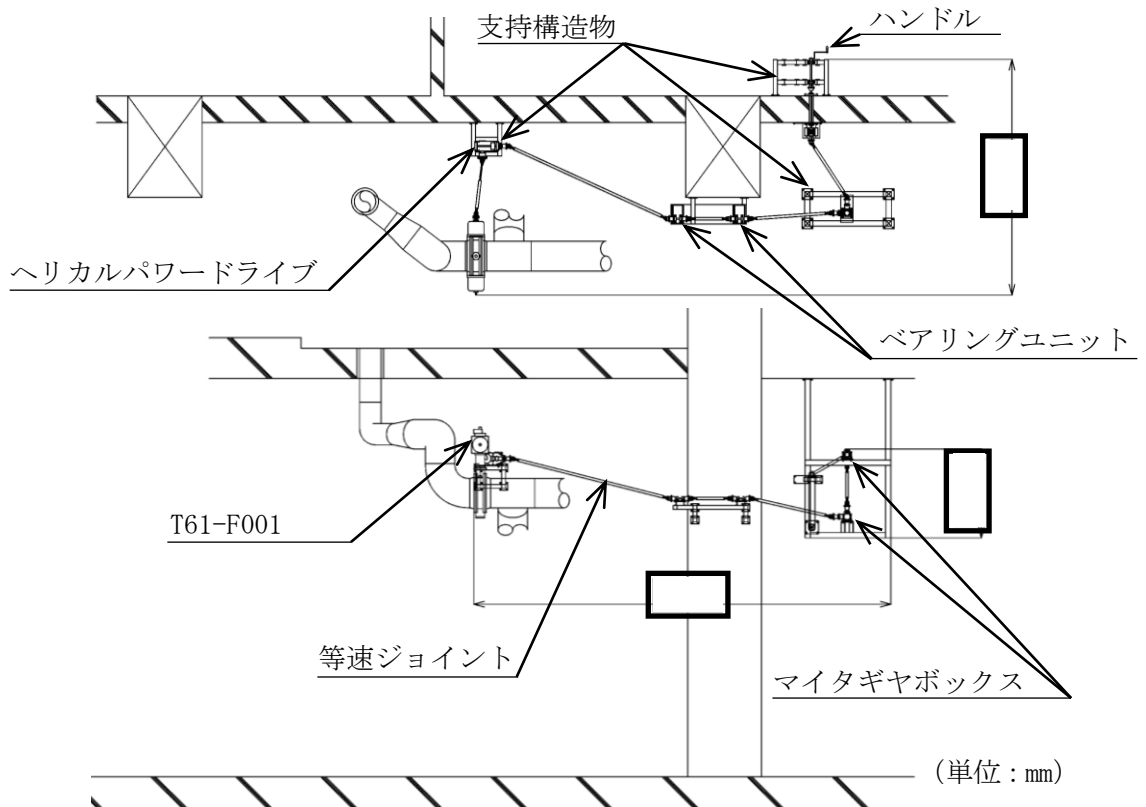 支持構造物
ハンドル
ヘリカルパワードライブ
ベアリングユニット
T61-F001
等速ジョイント
マイタギヤボックス
(単位:mm)